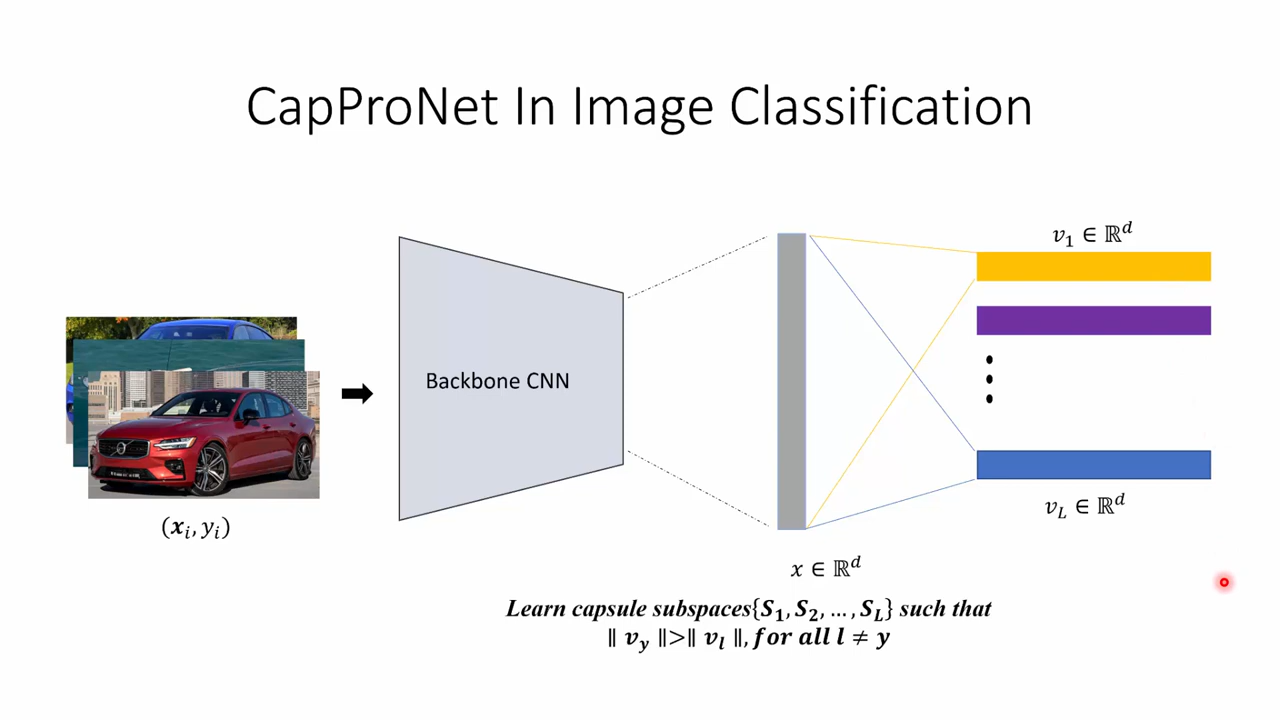 CapProNet In Image Classification
v₁ ∈ ℝᵈ
Backbone CNN
(𝒙ᵢ, yᵢ)
v_L ∈ ℝᵈ
x ∈ ℝᵈ
Learn capsule subspaces{S₁, S₂, … , S_L} such that
∥ v_y ∥>∥ v_l ∥, for all l ≠ y